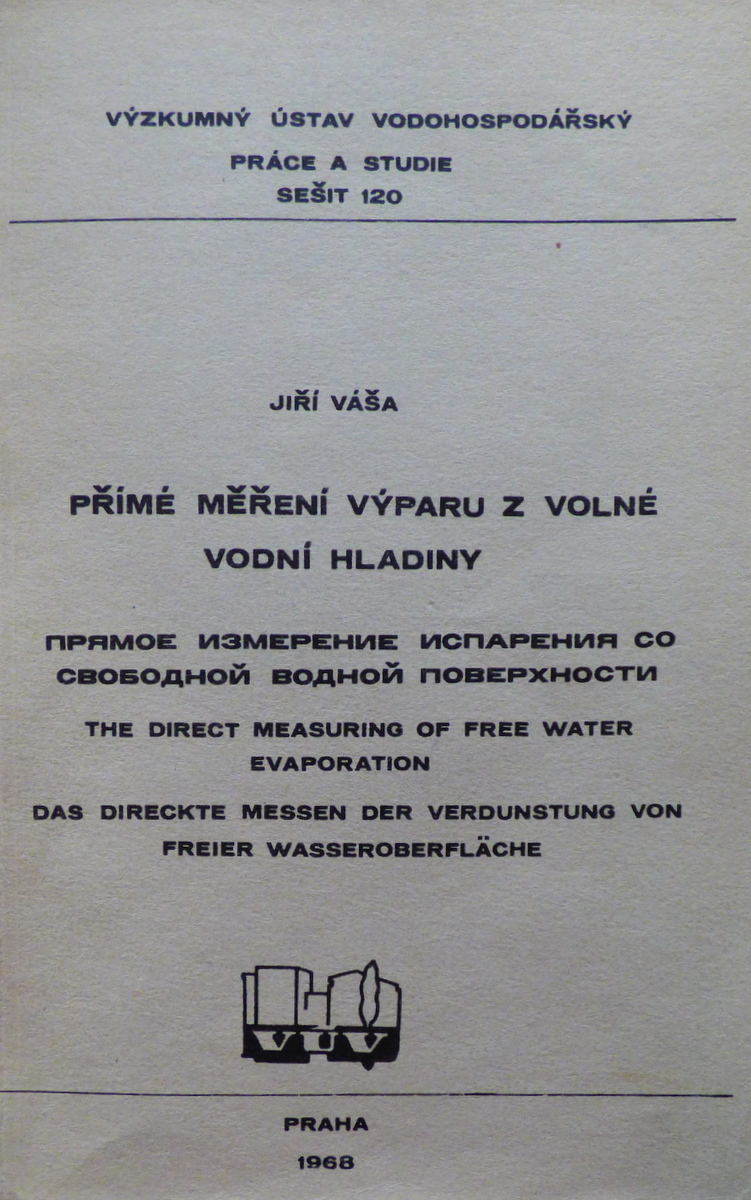 VÝZKUMNÝ ÚSTAV VODOHOSPODÁŘSKÝ
PRÁCE A STUDIE
SEŠIT 120
JIŘÍ VÁŠA
PŘÍMÉ MĚŘENÍ VÝPARU Z VOLNÉ
VODNÍ HLADINY
ПРЯМОЕ ИЗМЕРЕНИЕ ИСПАРЕНИЯ СО
СВОБОДНОЙ ВОДНОЙ ПОВЕРХНОСТИ
THE DIRECT MEASURING OF FREE WATER
EVAPORATION
DAS DIRECKTE MESSEN DER VERDUNSTUNG VON
FREIER WASSEROBERFLÄCHE
V Ú V
PRAHA
1968